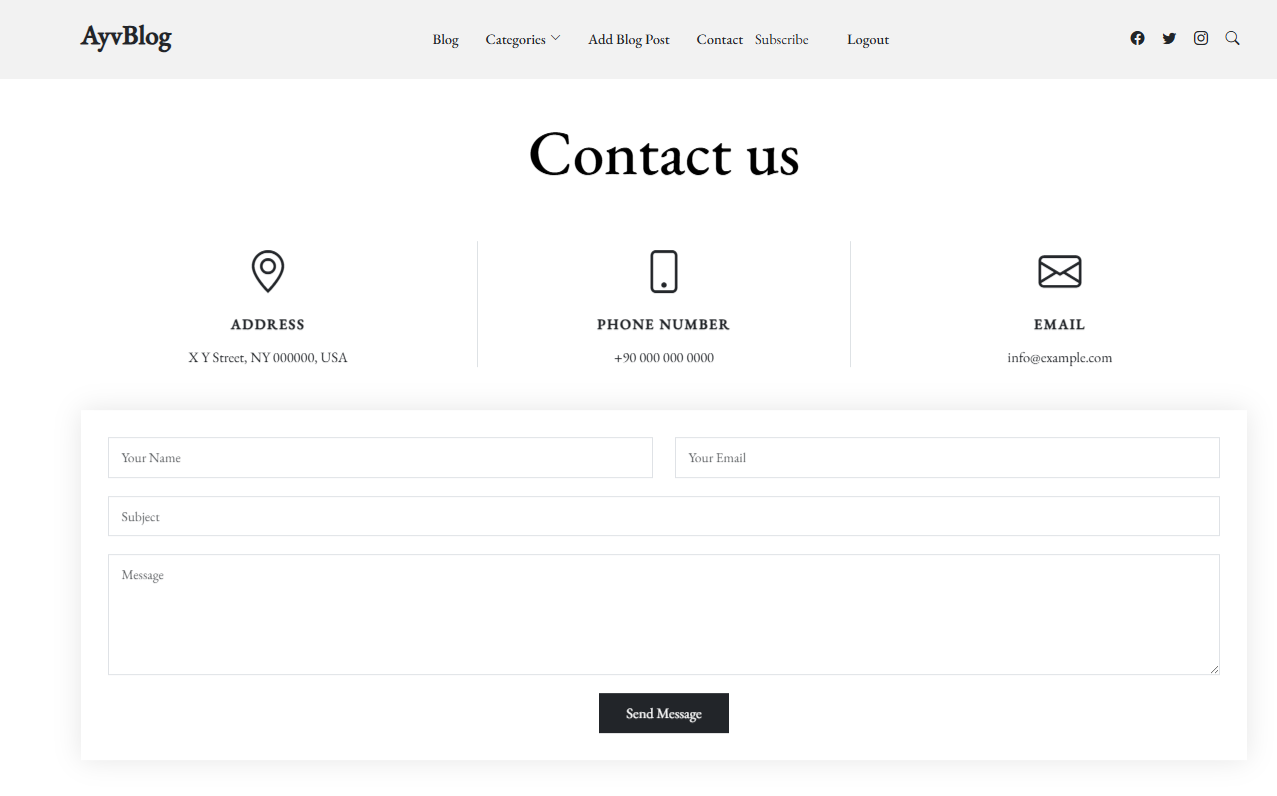 AyvBlog
Blog Categories Add Blog Post Contact Subscribe Logout
Contact us
ADDRESS
X Y Street, NY 000000, USA
PHONE NUMBER
+90 000 000 0000
EMAIL
info@example.com
Your Name
Your Email
Subject
Message
Send Message